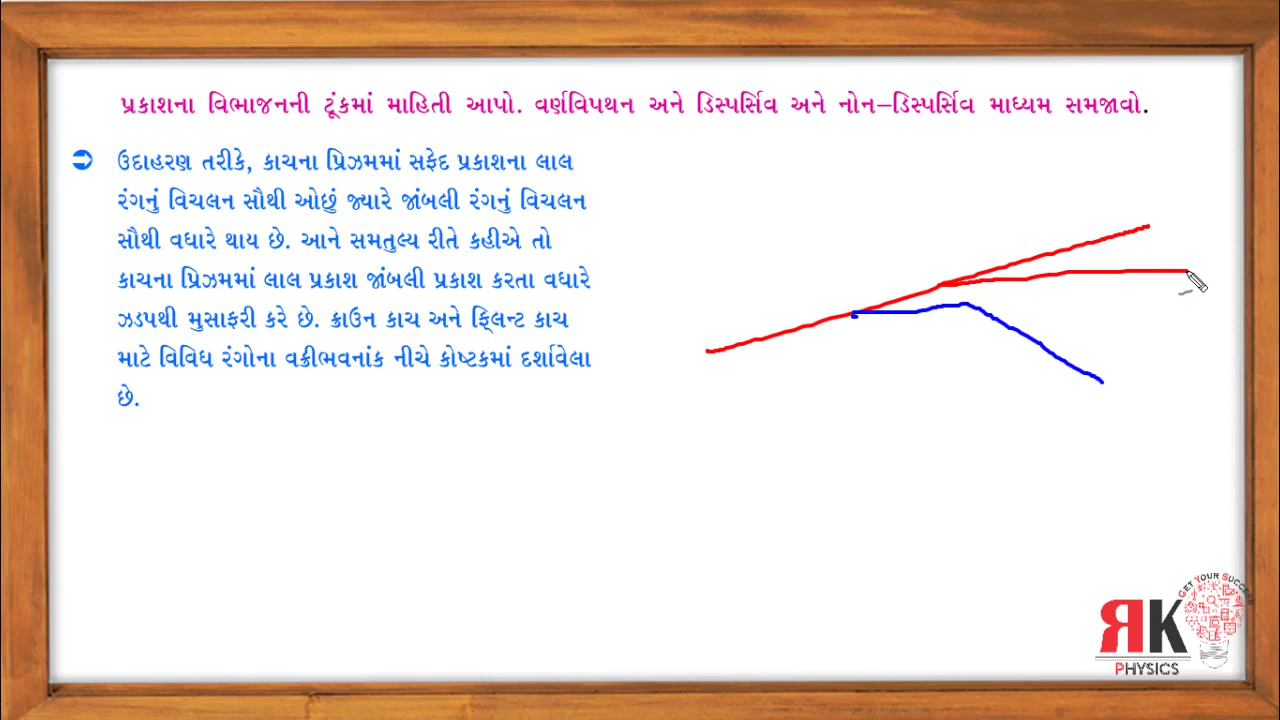 પ્રકાશના વિભાજનની ટૂંકમાં માહિતી આપો. વર્ણવિપથન અને ડિસ્પર્સિવ અને નોન-ડિસ્પર્સિવ માધ્યમ સમજાવો.
ઉદાહરણ તરીકે, કાચના પ્રિઝમમાં સફેદ પ્રકાશના લાલ
રંગનું વિચલન સૌથી ઓછું જ્યારે જાંબલી રંગનું વિચલન
સૌથી વધારે થાય છે. આને સમતુલ્ય રીતે કહીએ તો
કાચના પ્રિઝમમાં લાલ પ્રકાશ જાંબલી પ્રકાશ કરતા વધારે
ઝડપથી મુસાફરી કરે છે. ક્રાઉન કાચ અને ફ્લિન્ટ કાચ
માટે વિવિધ રંગોના વક્રીભવનાંક નીચે કોષ્ટકમાં દર્શાવેલા
છે.
GET YOUR SUCCESS
RK
PHYSICS